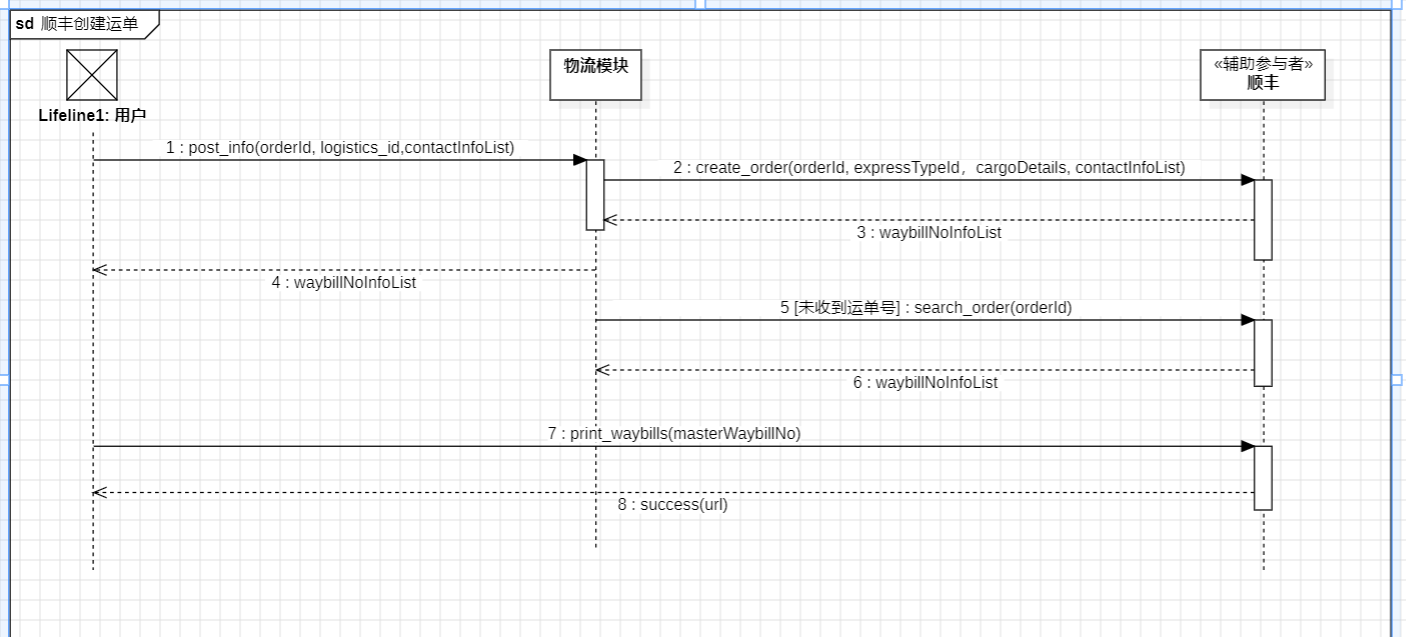 sd 顺丰创建运单
物流模块
«辅助参与者»
顺丰
Lifeline1: 用户
1 : post_info(orderId, logistics_id,contactInfoList)
2 : create_order(orderId, expressTypeId，cargoDetails, contactInfoList)
3 : waybillNoInfoList
4 : waybillNoInfoList
5 [未收到运单号] : search_order(orderId)
6 : waybillNoInfoList
7 : print_waybills(masterWaybillNo)
8 : success(url)